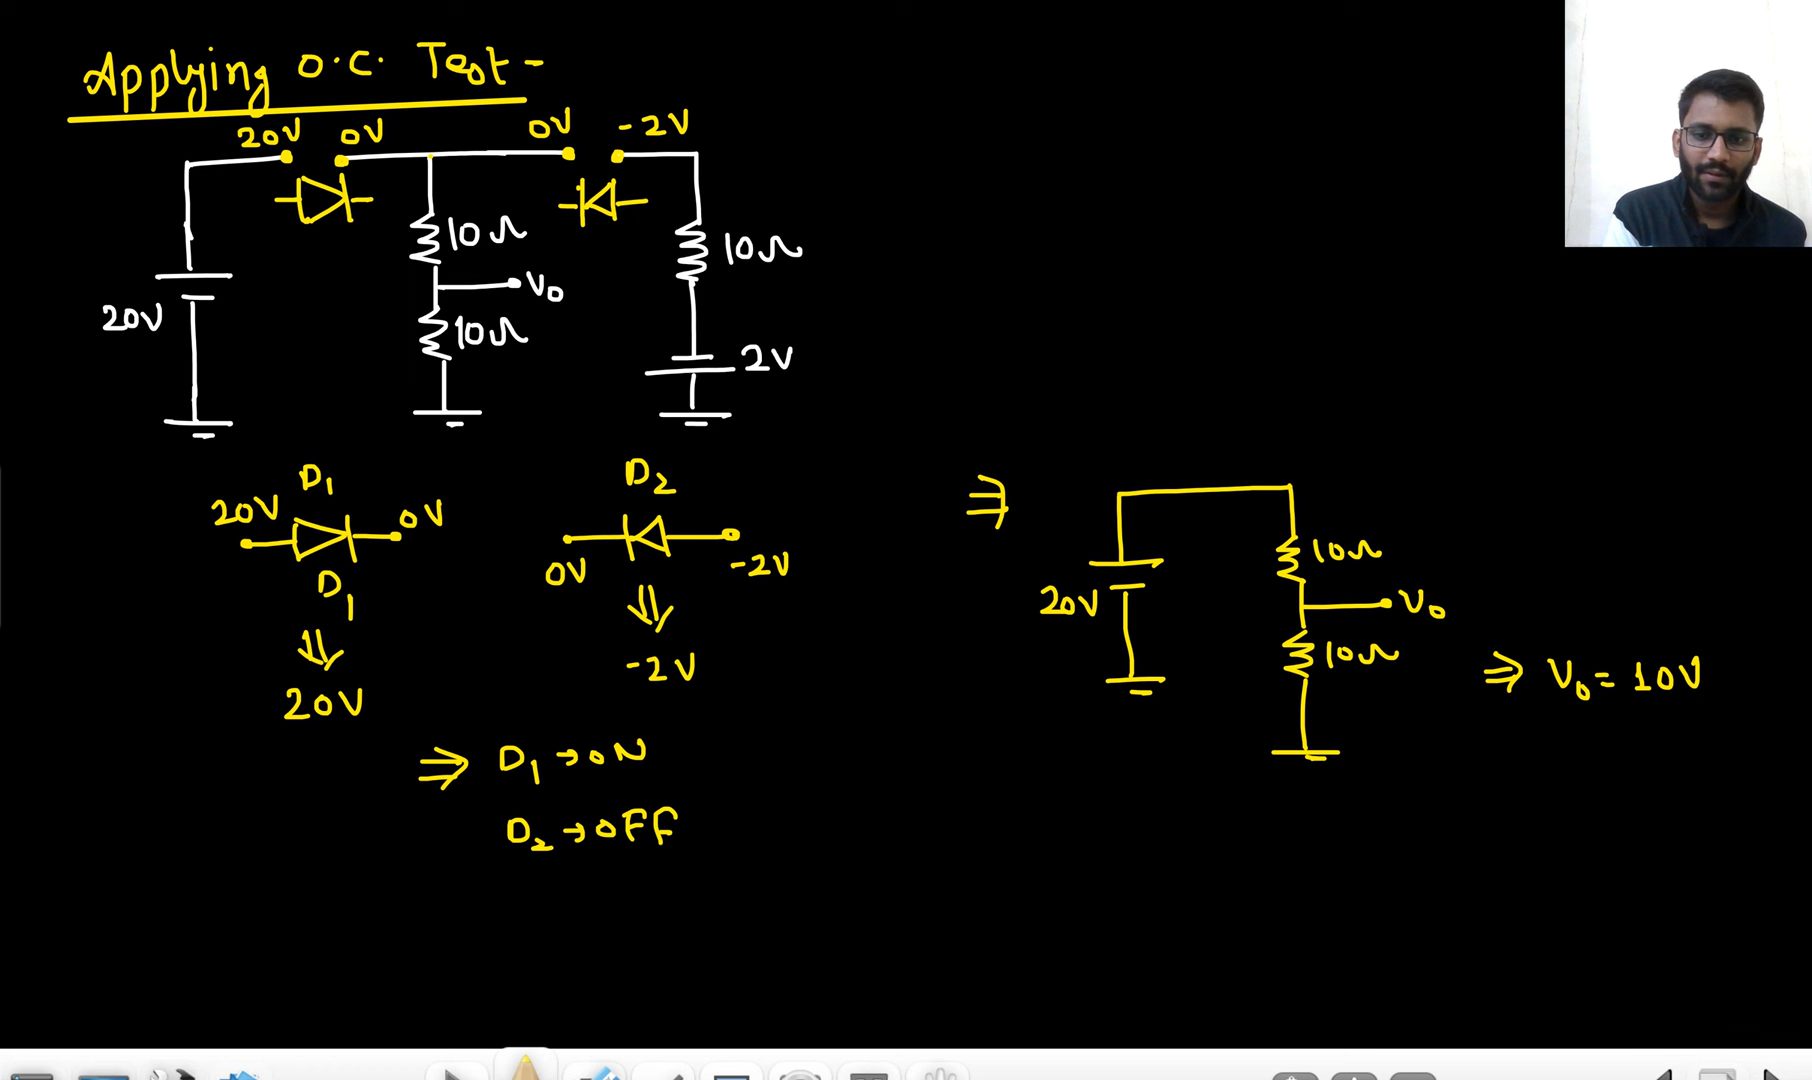 Applying O.C. Test -
20V 0V 0V -2V
10Ω 10Ω
V₀
20V 10Ω 2V
D₁ D₂
20V 0V
0V -2V
D₁
⇓ ⇓
20V -2V
⇒ D₁ → ON
D₂ → OFF
⇒
10Ω
20V V₀
10Ω
⇒ V₀ = 10V